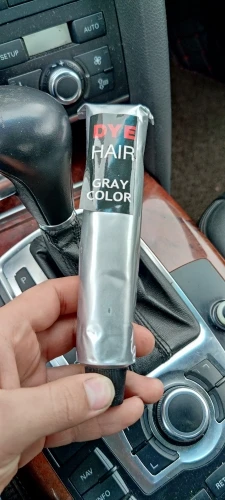 SETUP
AUTO
DYE
HAIR
GRAY
COLOR
P
NAV
INFO